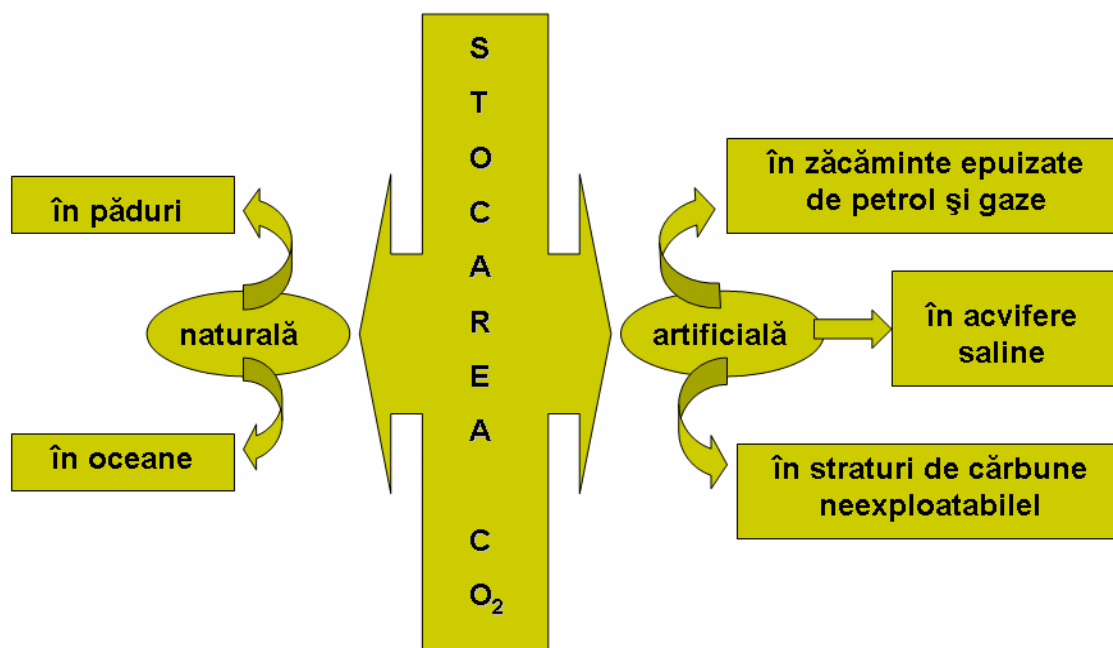 STOCAREA CO₂
în păduri
naturală
în oceane
în zăcăminte epuizate
de petrol şi gaze
artificială
în acvifere
saline
în straturi de cărbune
neexploatabilel